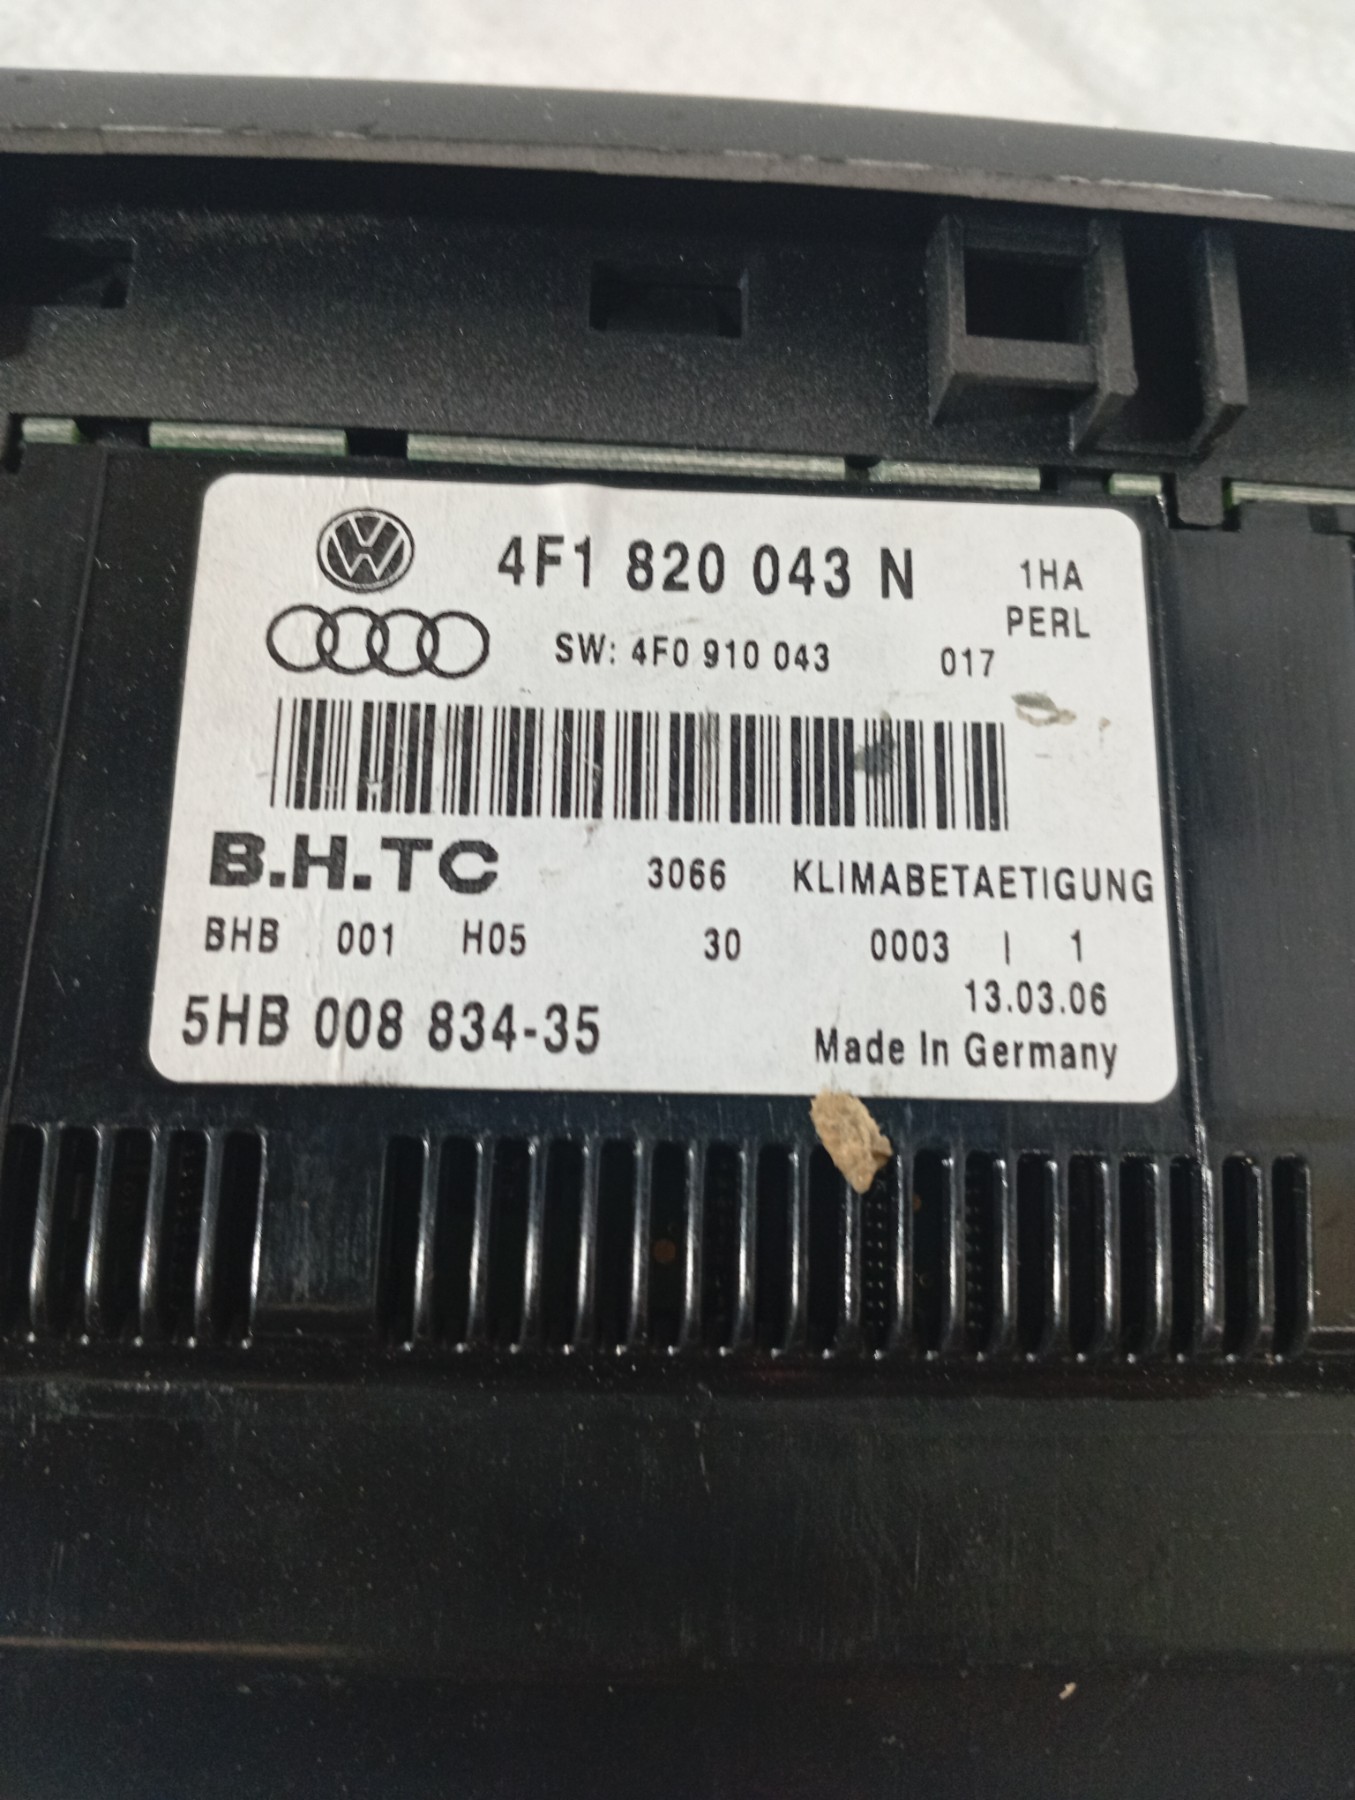 4F1 820 043 N
1HA
PERL
SW: 4F0 910 043 017
B.H.TC 3066 KLIMABETAETIGUNG
BHB 001 H05 30 0003 | 1
13.03.06
5HB 008 834-35
Made In Germany